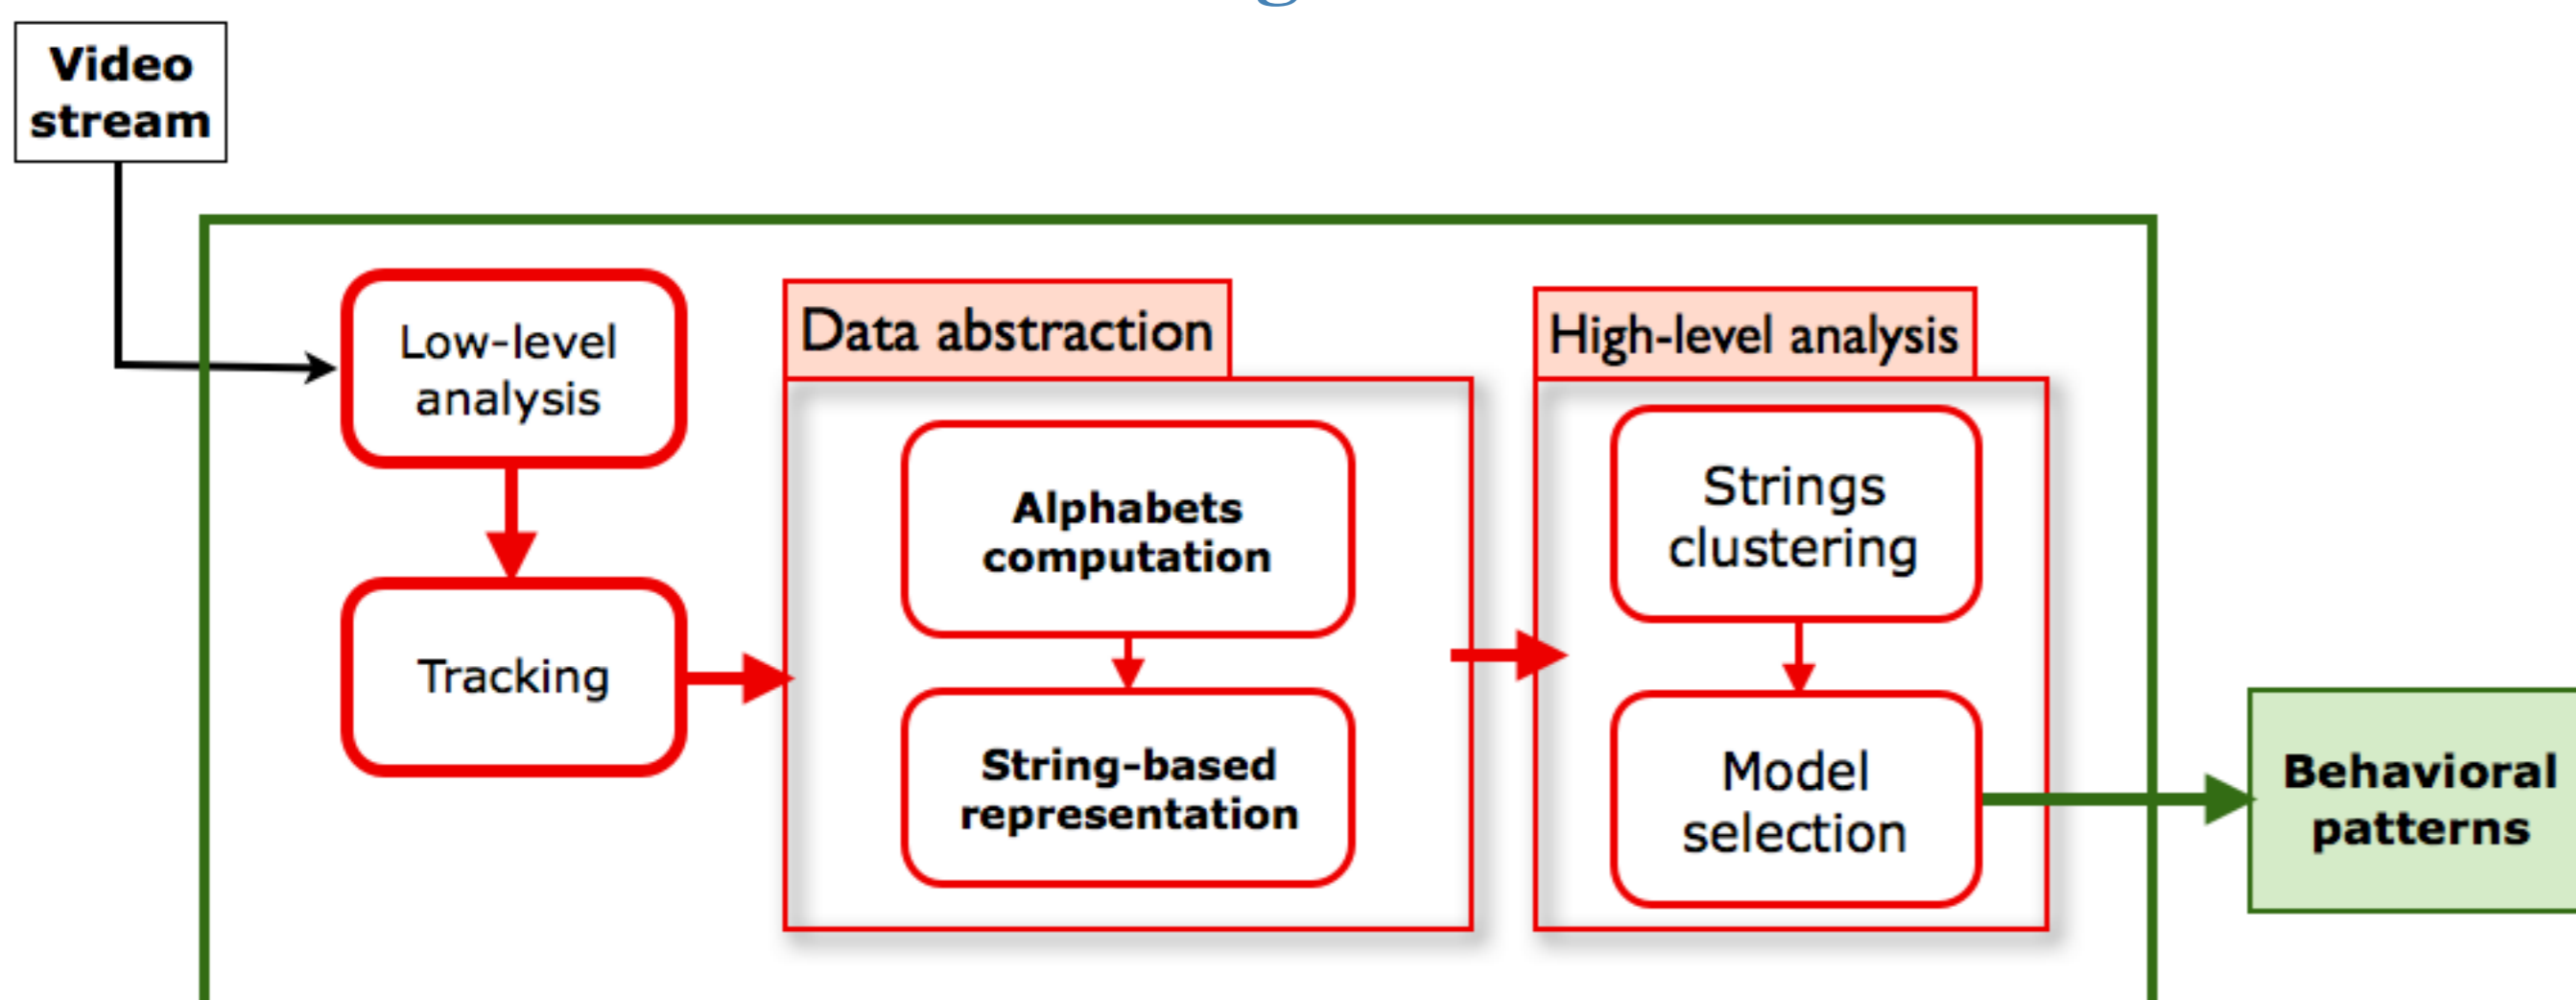 Video
stream
Low-level
analysis
Tracking
Data abstraction
Alphabets
computation
String-based
representation
High-level analysis
Strings
clustering
Model
selection
Behavioral
patterns